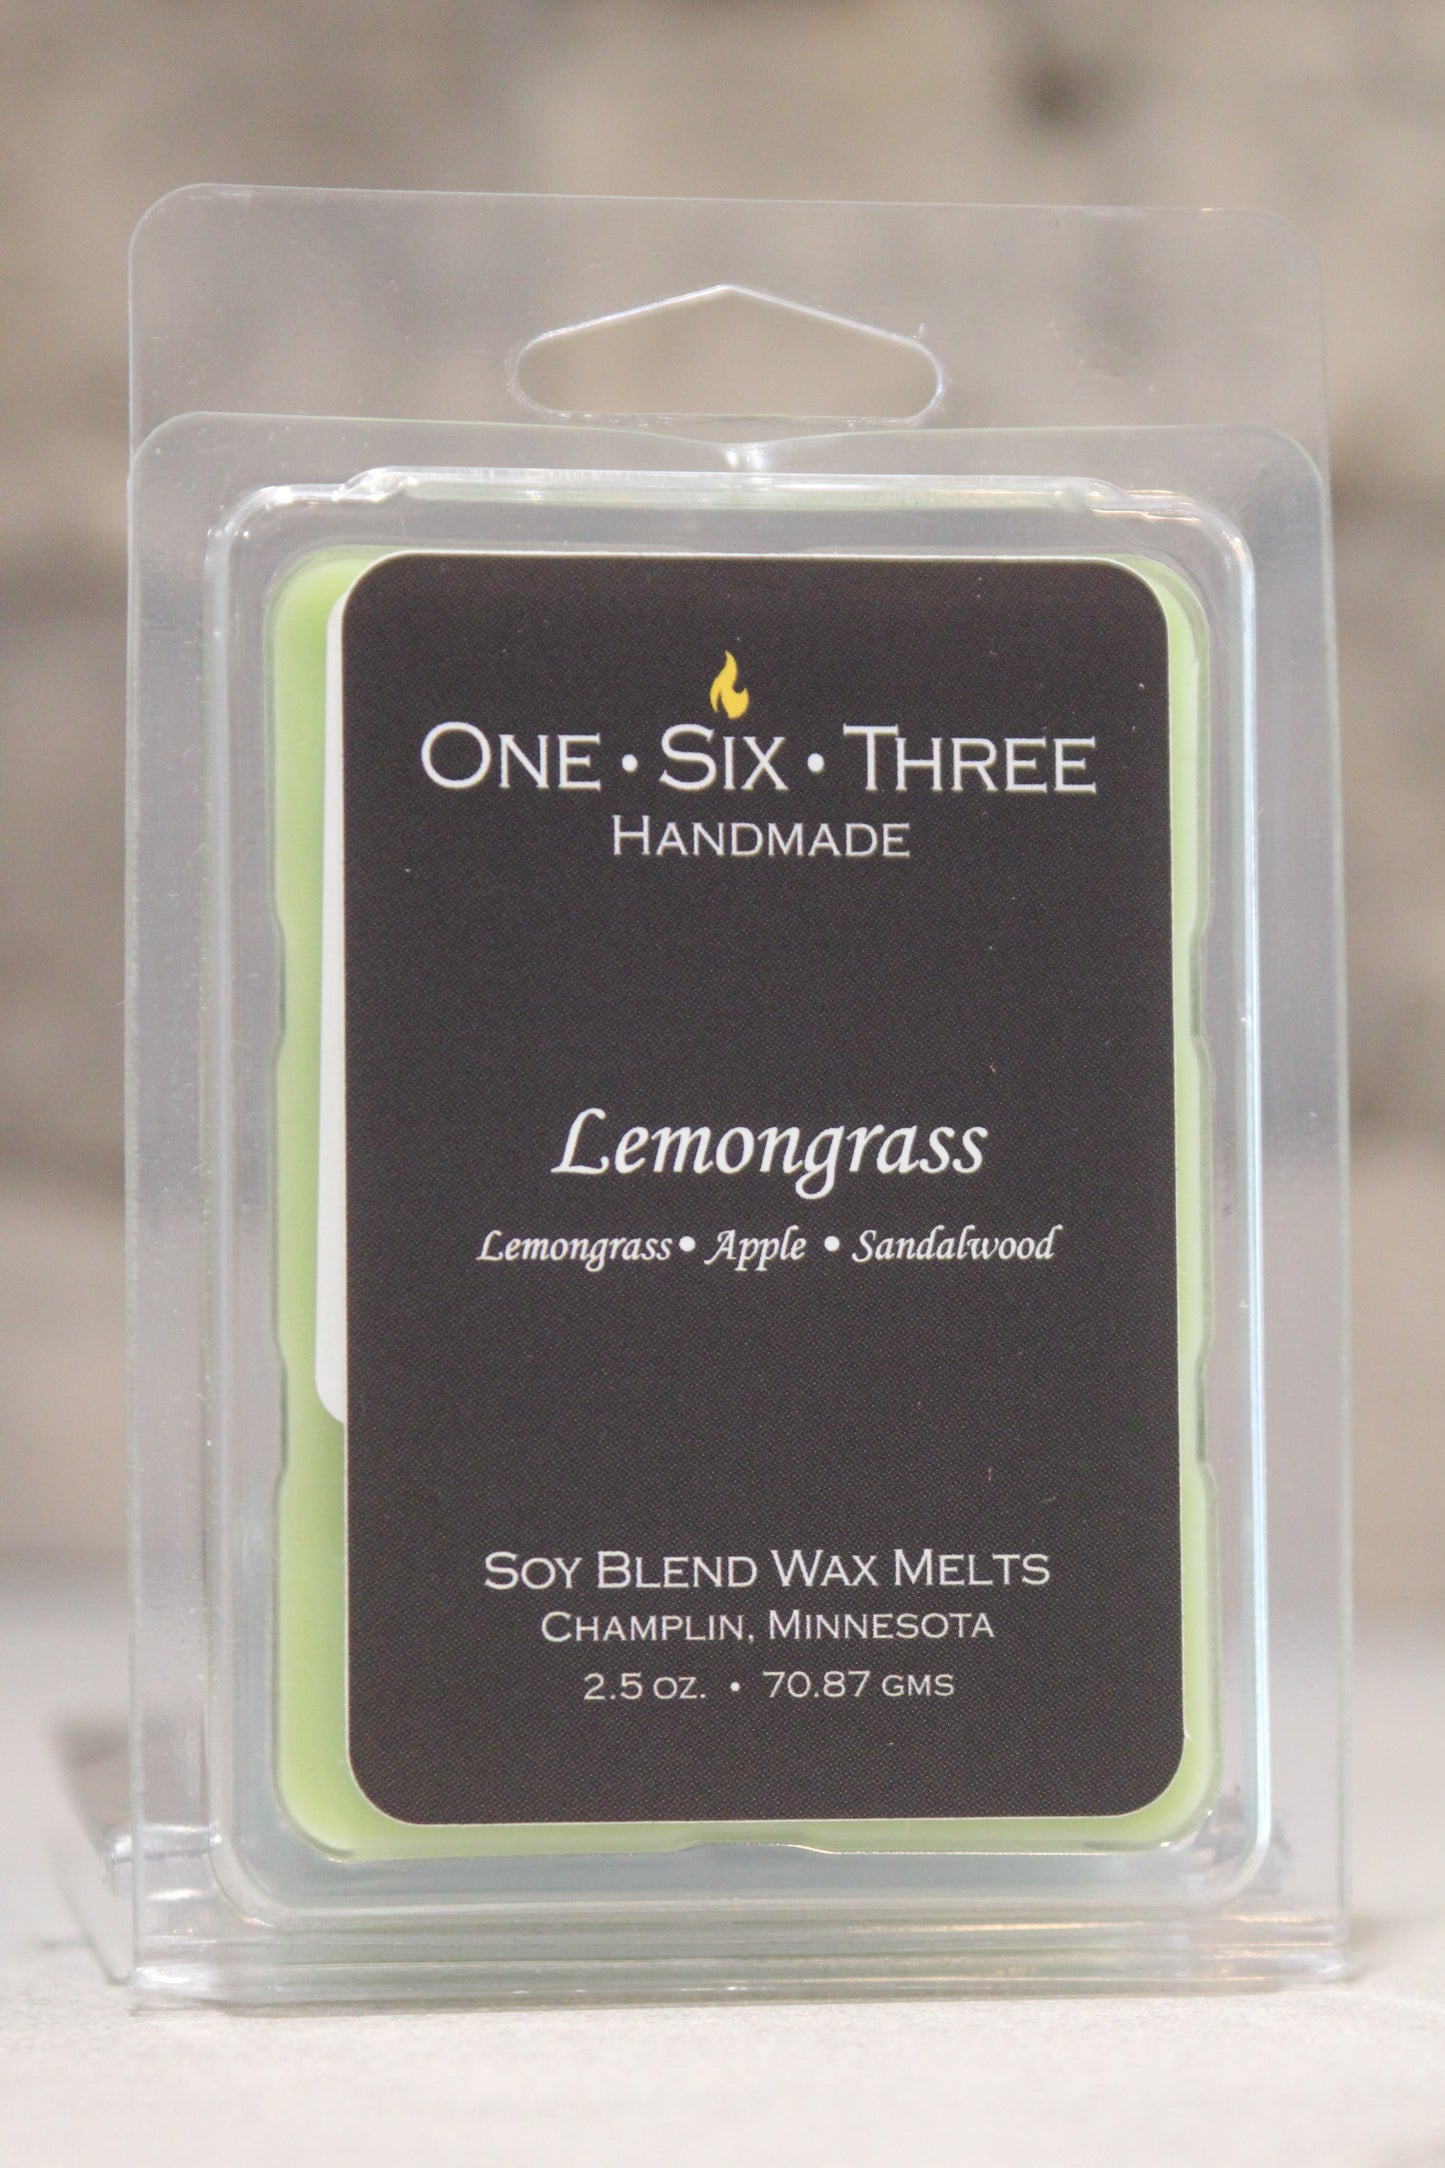 One • Six • Three
Handmade
Lemongrass
Lemongrass • Apple • Sandalwood
Soy Blend Wax Melts
Champlin, Minnesota
2.5 oz. • 70.87 gms